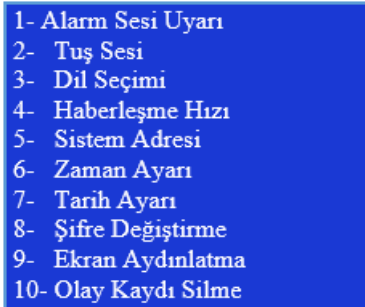 1- Alarm Sesi Uyarı
2- Tuş Sesi
3- Dil Seçimi
4- Haberleşme Hızı
5- Sistem Adresi
6- Zaman Ayarı
7- Tarih Ayarı
8- Şifre Değiştirme
9- Ekran Aydınlatma
10- Olay Kaydı Silme